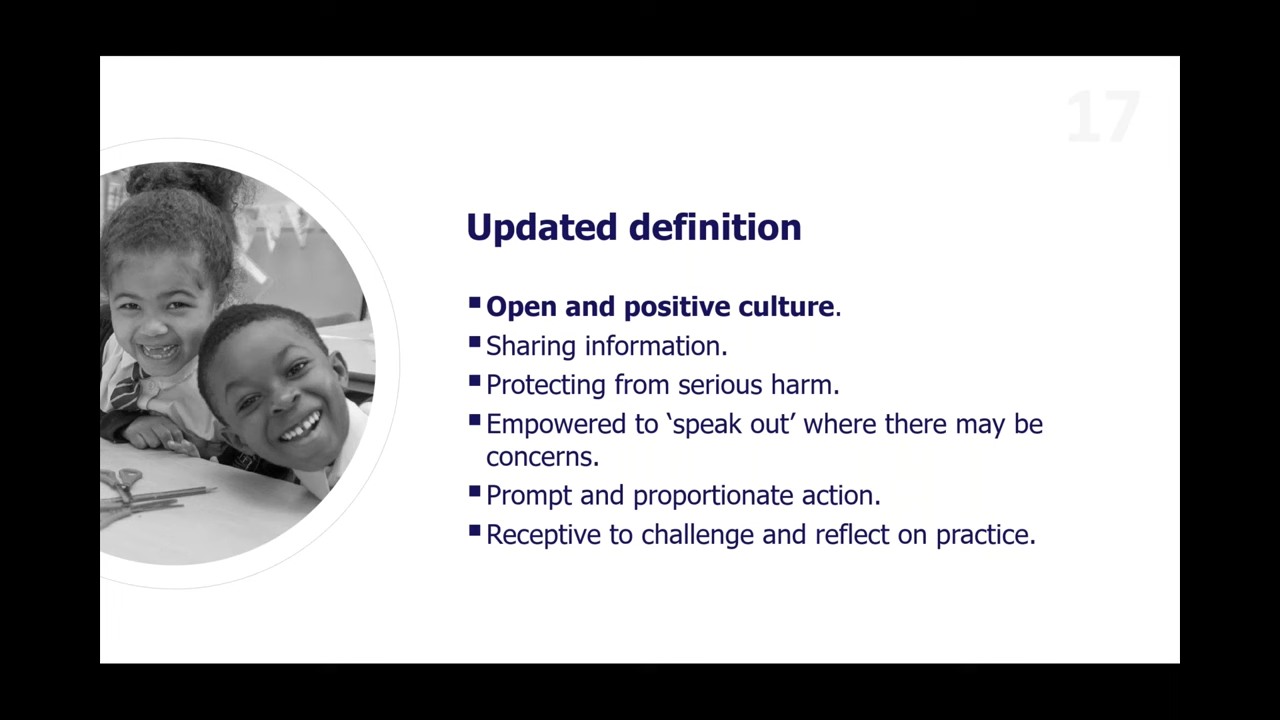 17
Updated definition
▪Open and positive culture.
▪Sharing information.
▪Protecting from serious harm.
▪Empowered to ‘speak out’ where there may be
concerns.
▪Prompt and proportionate action.
▪Receptive to challenge and reflect on practice.